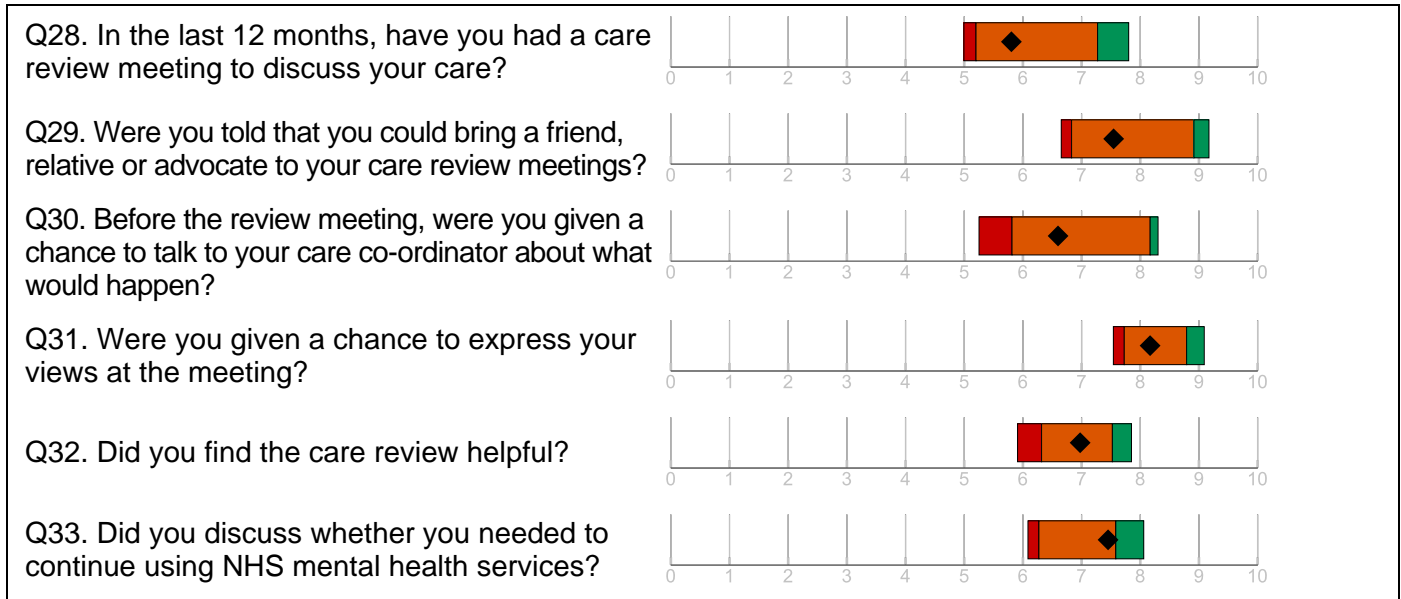 Q28. In the last 12 months, have you had a care
review meeting to discuss your care?
0 1 2 3 4 5 6 7 8 9 10
Q29. Were you told that you could bring a friend,
relative or advocate to your care review meetings?
0 1 2 3 4 5 6 7 8 9 10
Q30. Before the review meeting, were you given a
chance to talk to your care co-ordinator about what
would happen?
0 1 2 3 4 5 6 7 8 9 10
Q31. Were you given a chance to express your
views at the meeting?
0 1 2 3 4 5 6 7 8 9 10
Q32. Did you find the care review helpful?
0 1 2 3 4 5 6 7 8 9 10
Q33. Did you discuss whether you needed to
continue using NHS mental health services?
0 1 2 3 4 5 6 7 8 9 10